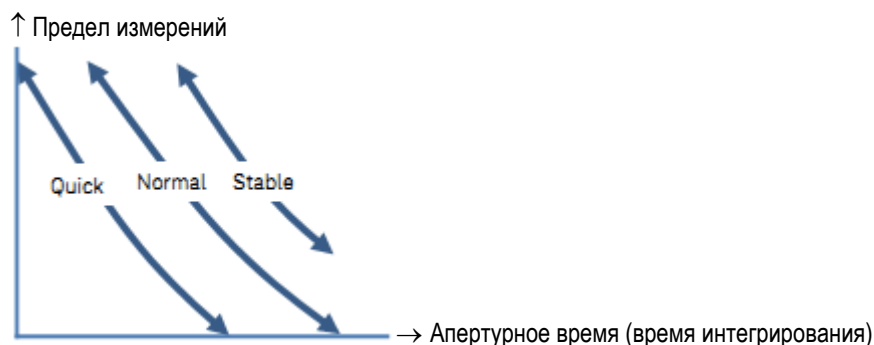 ↑ Предел измерений
Quick Normal Stable
→ Апертурное время (время интегрирования)